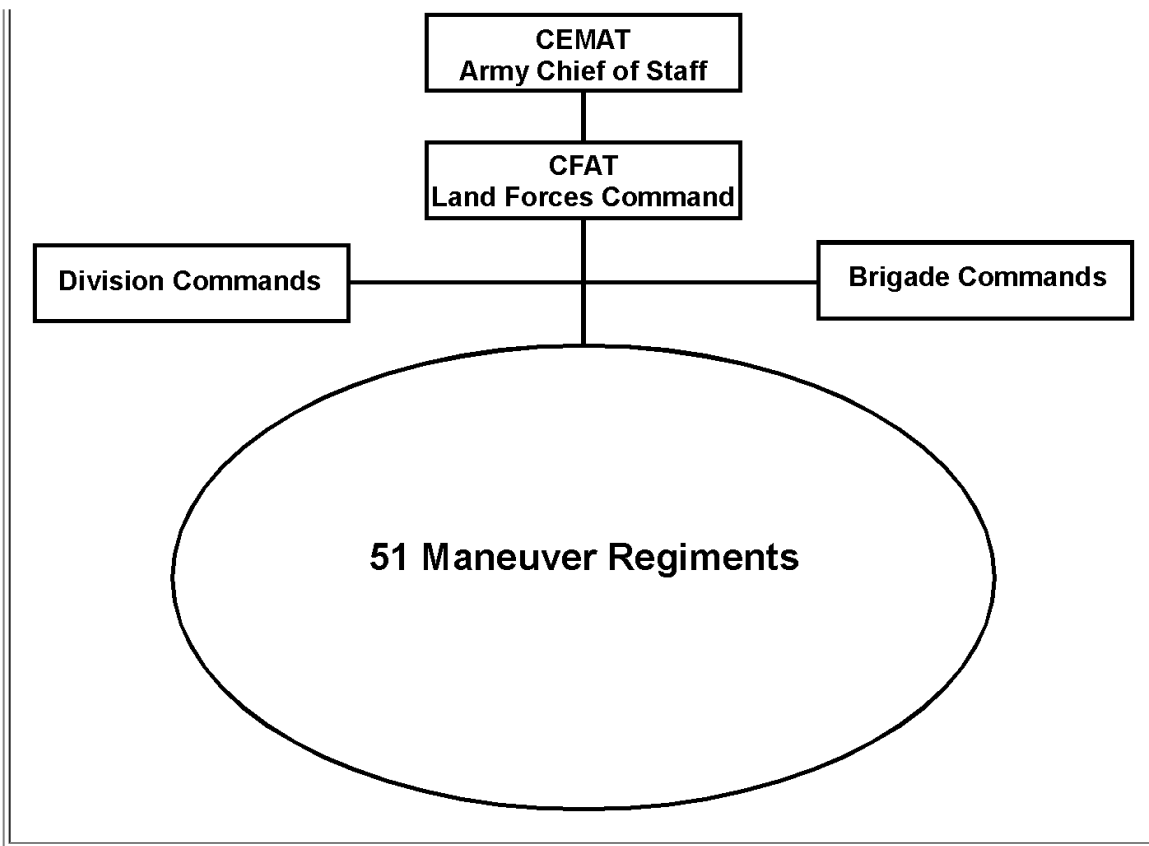 CEMAT
Army Chief of Staff
CFAT
Land Forces Command
Division Commands
Brigade Commands
51 Maneuver Regiments